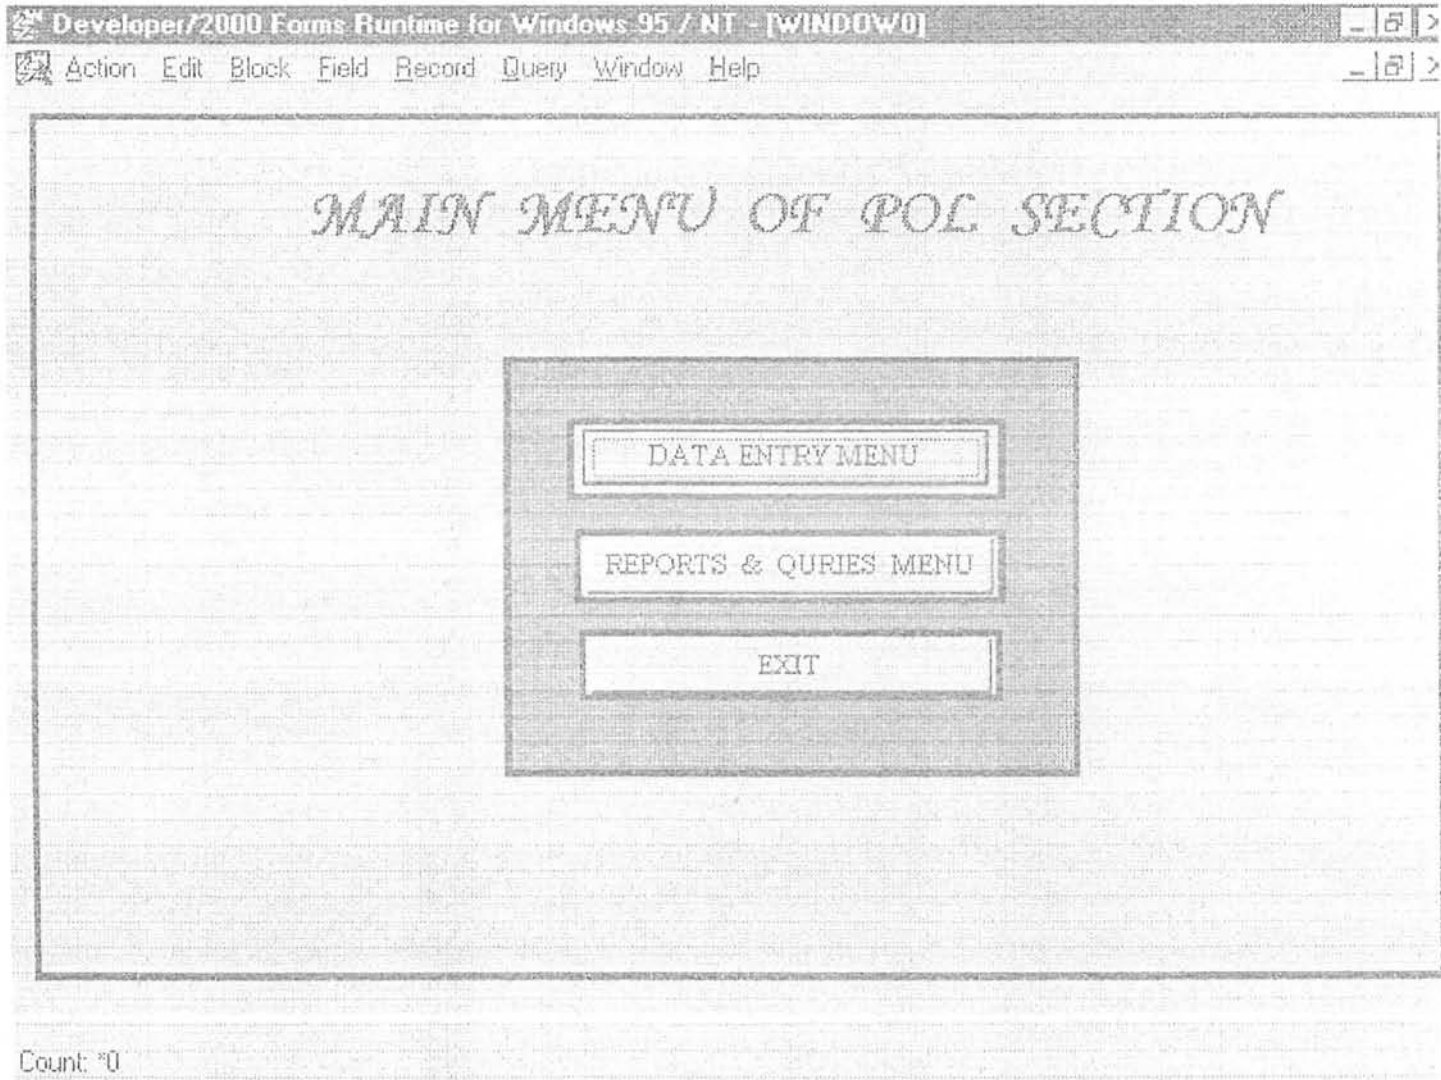 Developer/2000 Forms Runtime for Windows 95 / NT - [WINDOW0]
Action Edit Block Field Record Query Window Help
MAIN MENU OF POL SECTION
DATA ENTRY MENU
REPORTS & QURIES MENU
EXIT
Count: *0